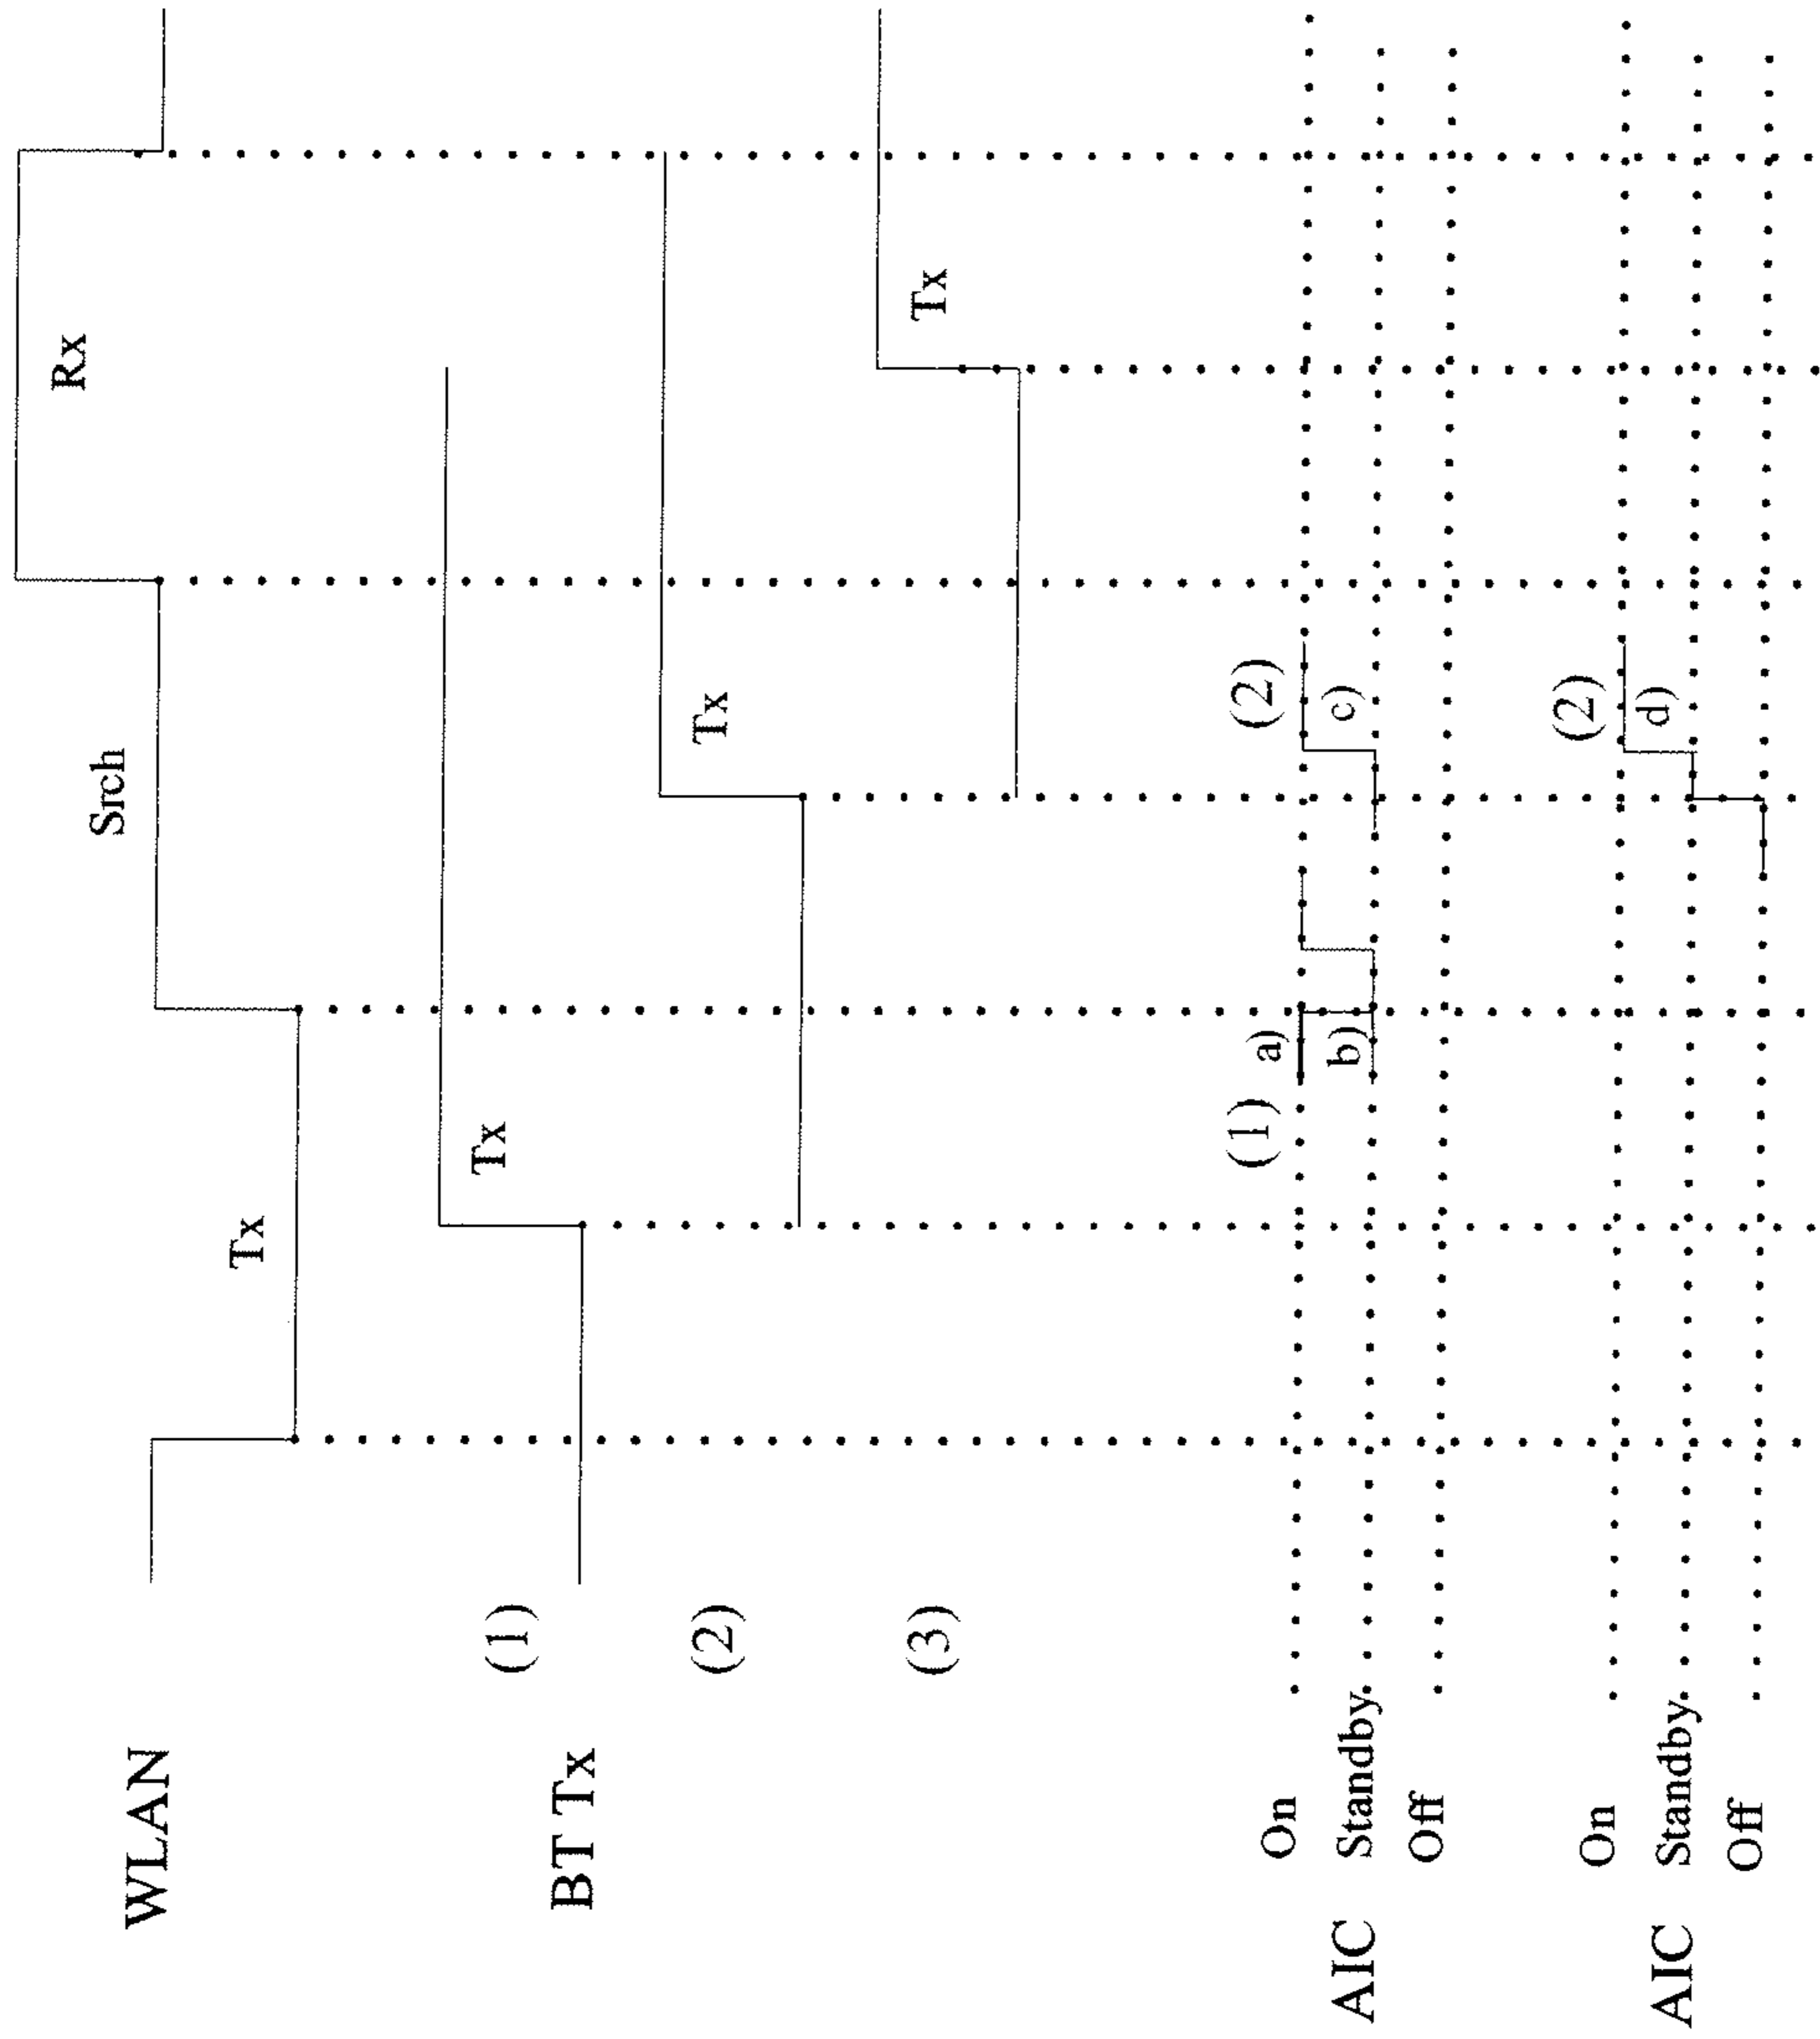 WLAN
Tx
Srch
Rx
BT Tx
(1)
Tx
(2)
Tx
(3)
Tx
AIC
On
Standby
Off
(1)
a)
b)
(2)
c)
AIC
On
Standby
Off
(2)
d)